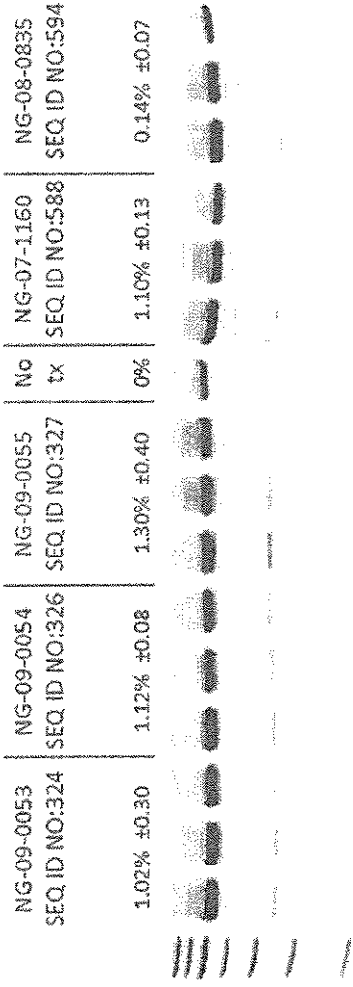 NG-09-0053
SEQ ID NO:324
1.02% ±0.30
NG-09-0054
SEQ ID NO:326
1.12% ±0.08
NG-09-0055
SEQ ID NO:327
1.30% ±0.40
No
tx
0%
NG-07-1160
SEQ ID NO:588
1.10% ±0.13
NG-08-0835
SEQ ID NO:594
0.14% ±0.07